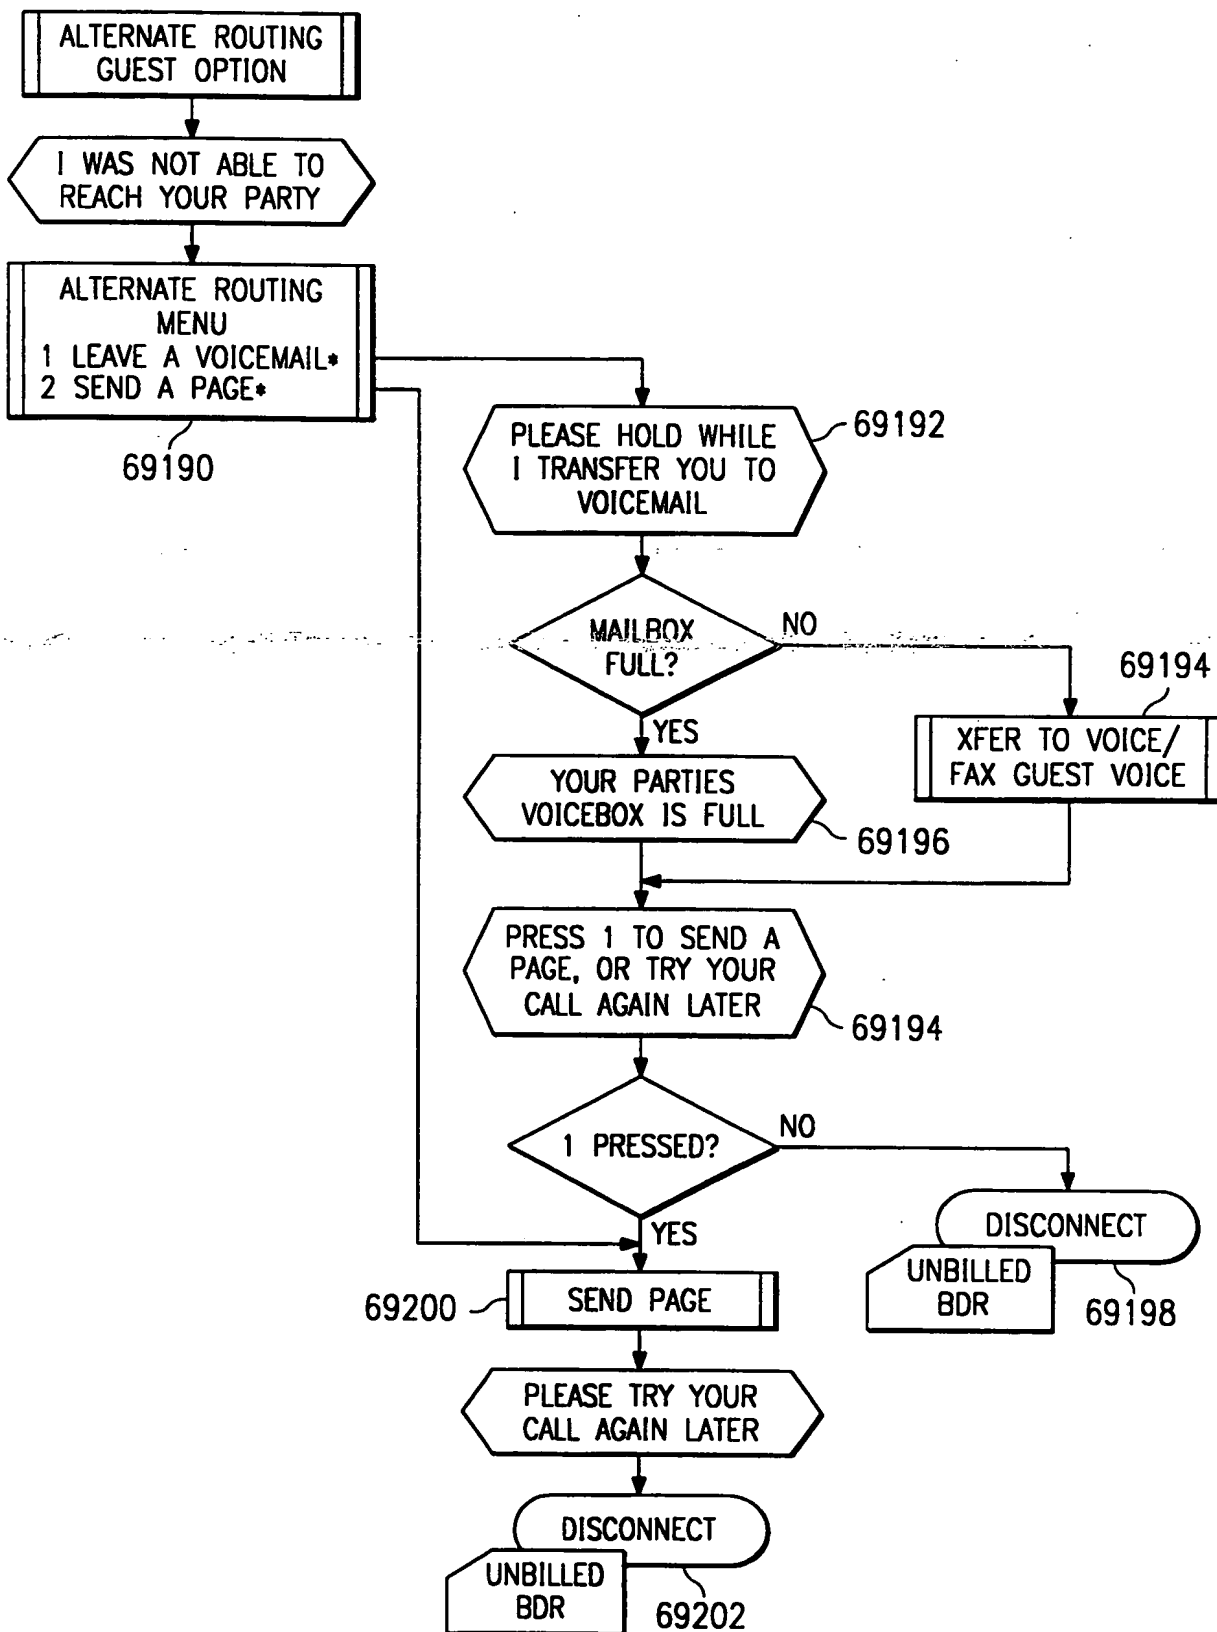 ALTERNATE ROUTING
GUEST OPTION
I WAS NOT ABLE TO
REACH YOUR PARTY
ALTERNATE ROUTING
MENU
1 LEAVE A VOICEMAIL*
2 SEND A PAGE*
69190
PLEASE HOLD WHILE
I TRANSFER YOU TO
VOICEMAIL
69192
MAILBOX
FULL?
NO
YES
69194
XFER TO VOICE/
FAX GUEST VOICE
YOUR PARTIES
VOICEBOX IS FULL
69196
PRESS 1 TO SEND A
PAGE, OR TRY YOUR
CALL AGAIN LATER
69194
1 PRESSED?
NO
YES
DISCONNECT
UNBILLED
BDR
69198
69200
SEND PAGE
PLEASE TRY YOUR
CALL AGAIN LATER
DISCONNECT
UNBILLED
BDR
69202